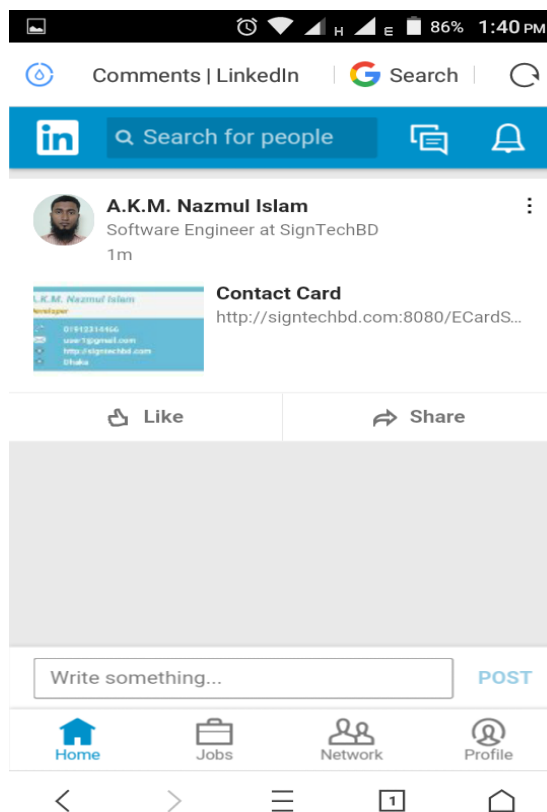 H E 86% 1:40 PM
Comments | LinkedIn Search
in Search for people
A.K.M. Nazmul Islam
Software Engineer at SignTechBD
1m
Contact Card
http://signtechbd.com:8080/ECardS...
A.K.M. Nazmul Islam
Developer
user1@gmail.com
http://signtechbd.com
Dhaka
Like Share
Write something... POST
Home Jobs Network Profile
1